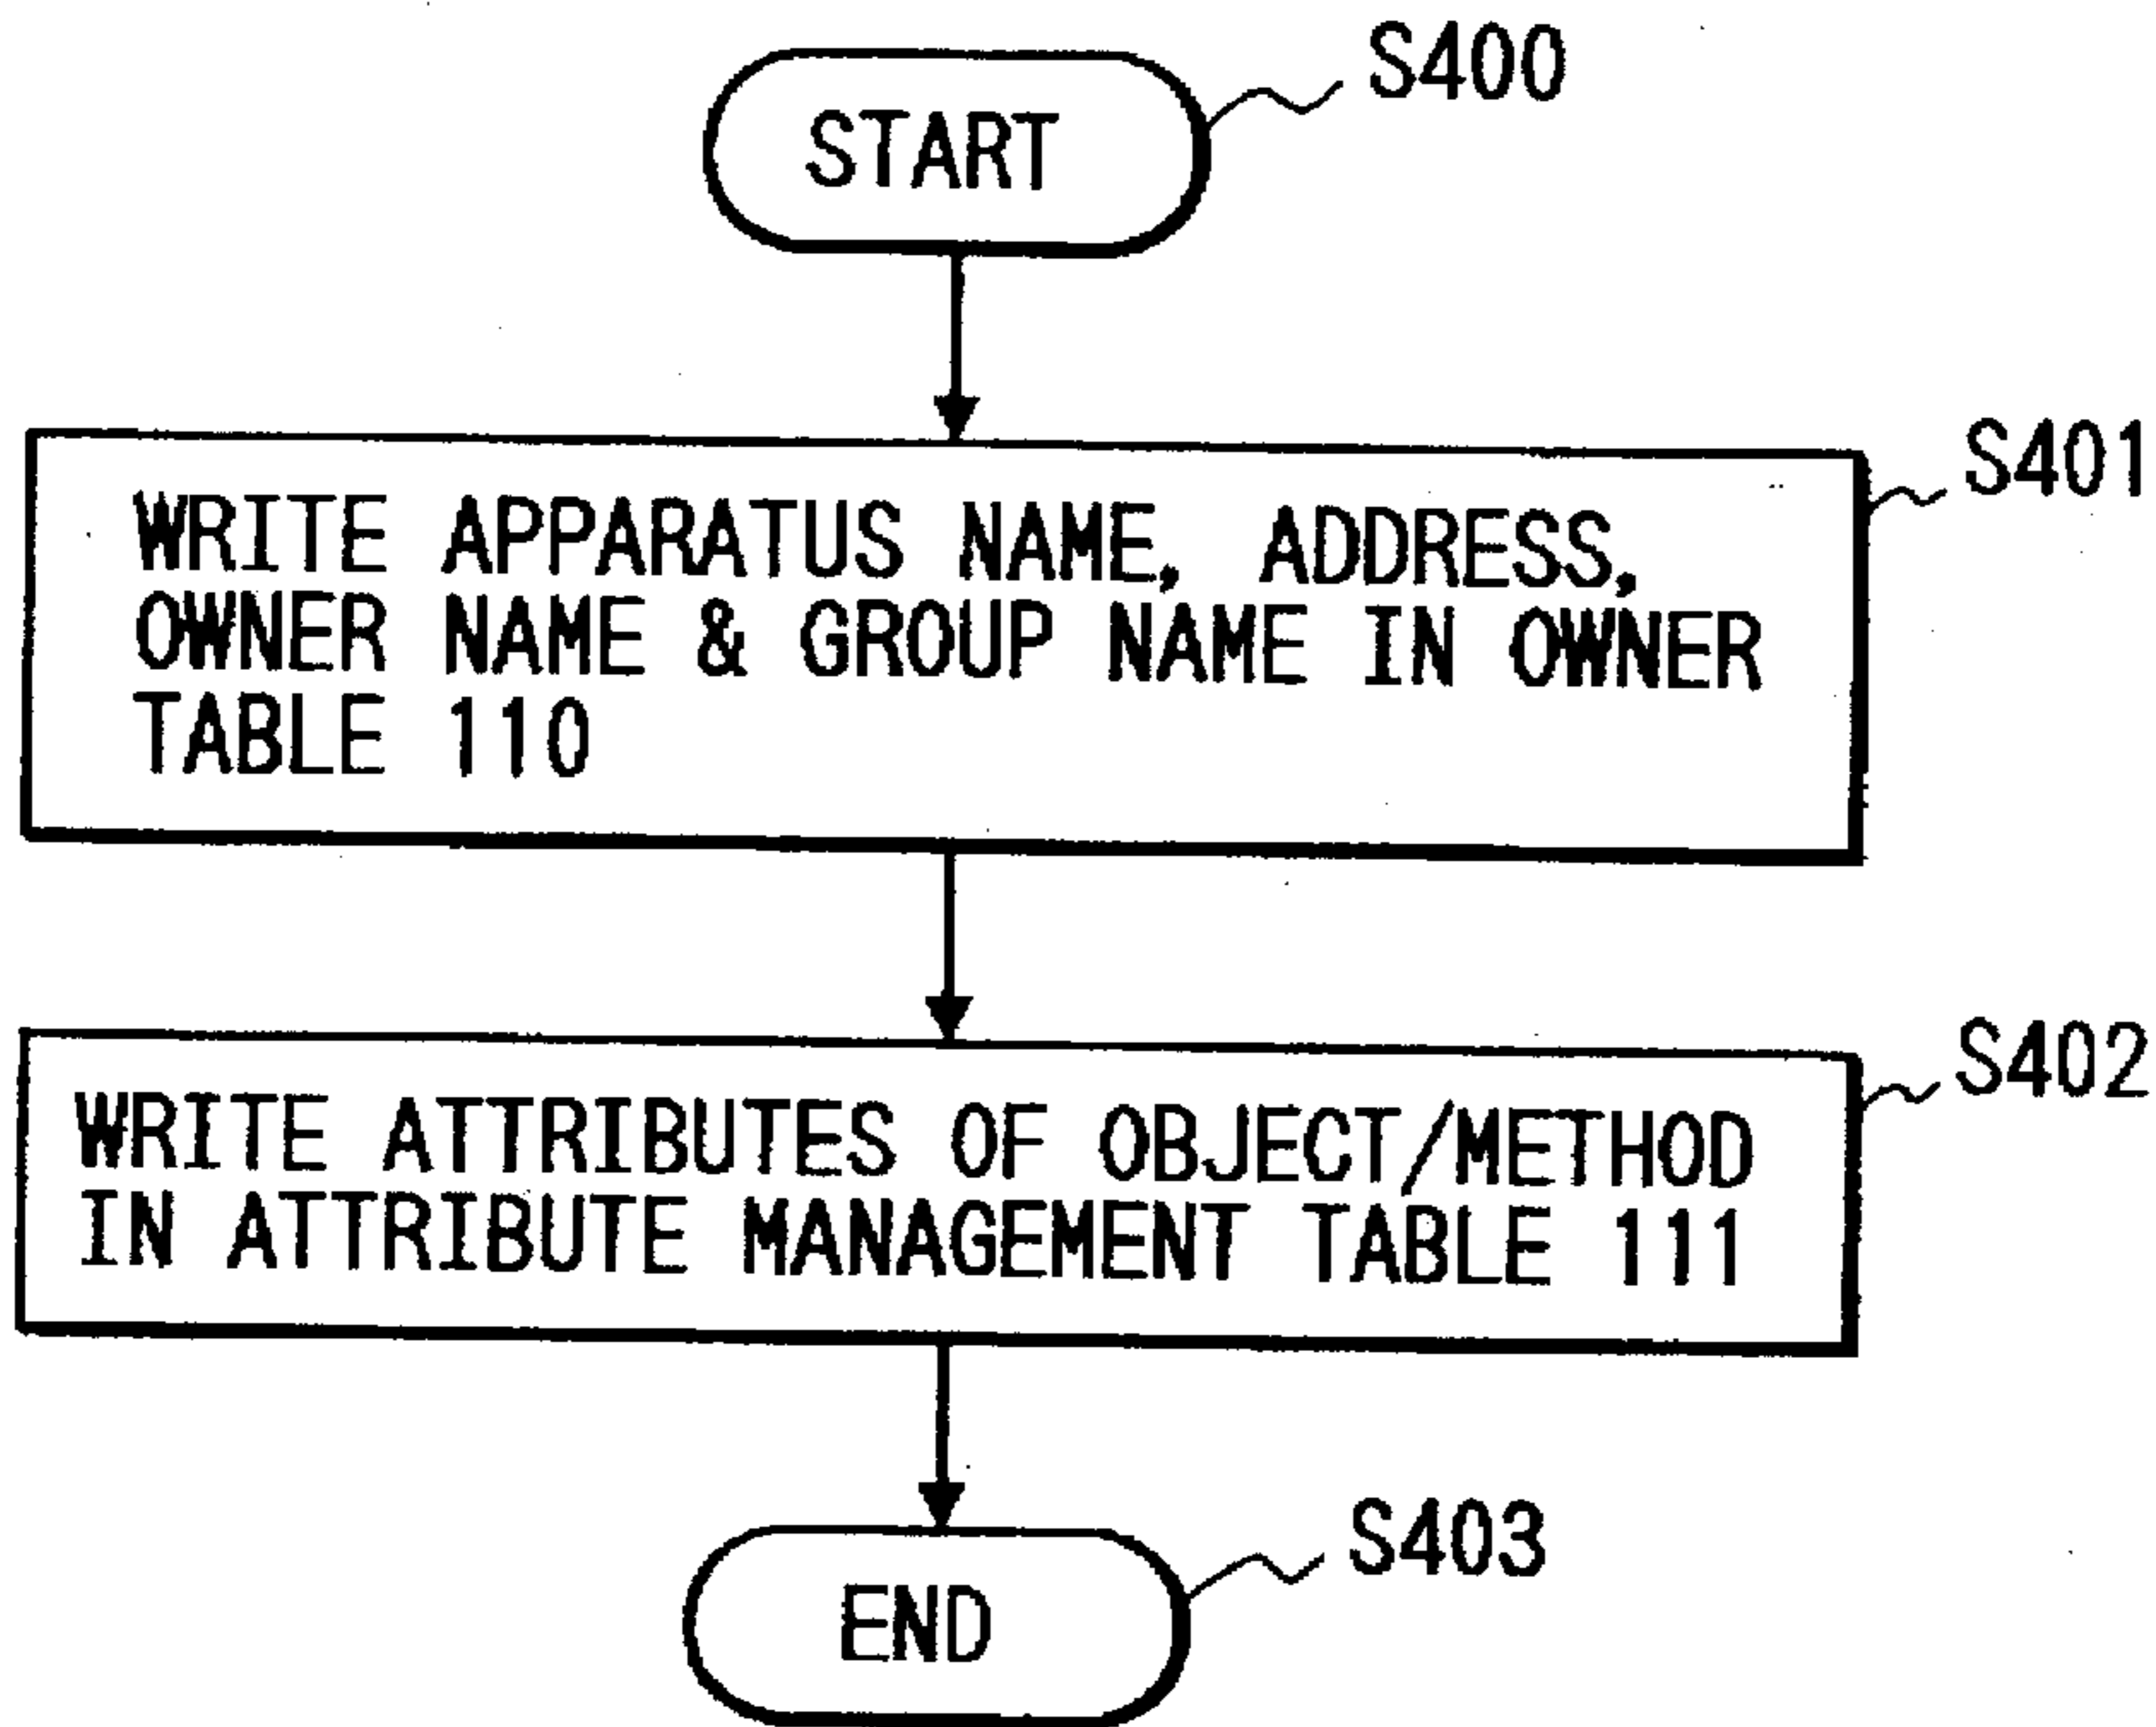 START
S400
S401
WRITE APPARATUS NAME, ADDRESS,
OWNER NAME & GROUP NAME IN OWNER
TABLE 110
S402
WRITE ATTRIBUTES OF OBJECT/METHOD
IN ATTRIBUTE MANAGEMENT TABLE 111
S403
END